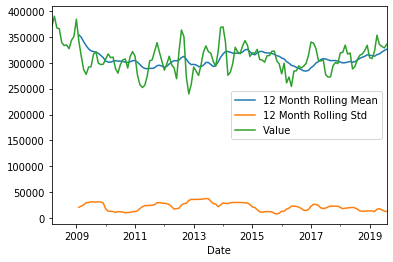 400000
350000
300000
250000
200000
150000
100000
50000
0
12 Month Rolling Mean
12 Month Rolling Std
Value
2009 2011 2013 2015 2017 2019
Date